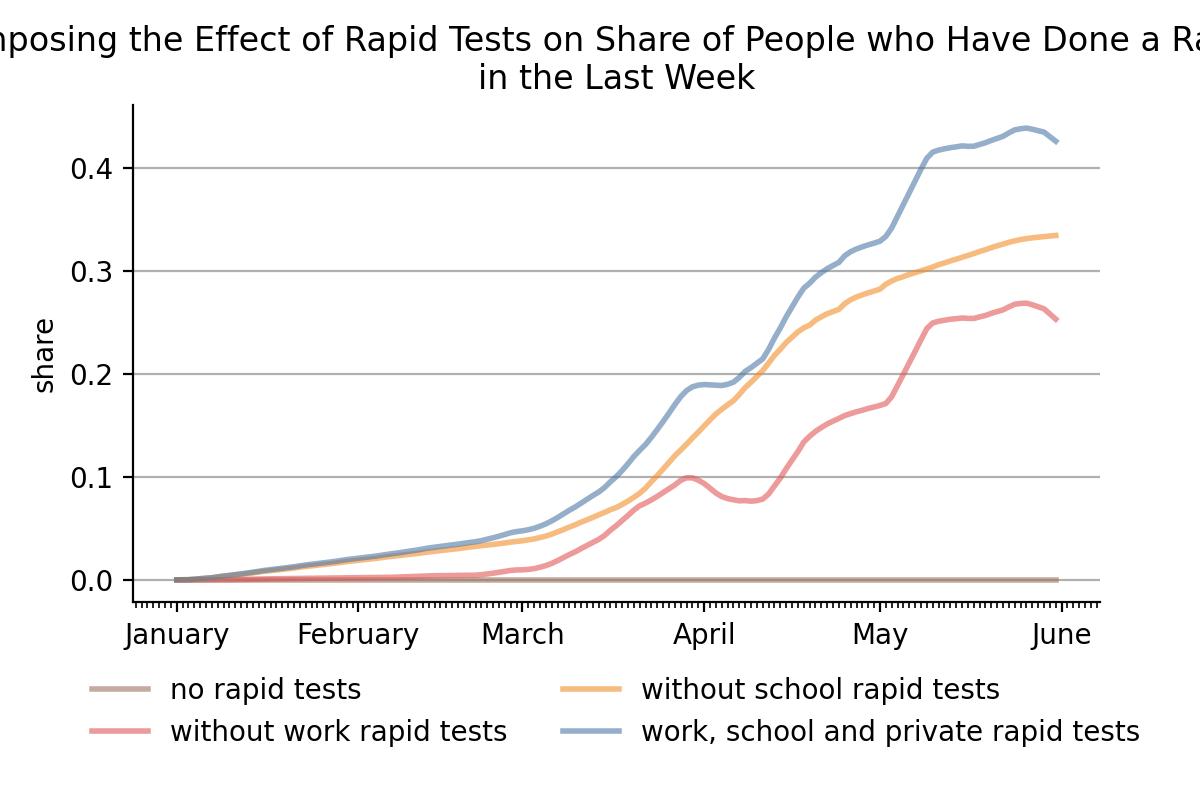 the Effect of Rapid Tests on Share of People who Have Done a
in the Last Week
share
0.4
0.3
0.2
0.1
0.0
January February March April May June
no rapid tests
without school rapid tests
without work rapid tests
work, school and private rapid tests